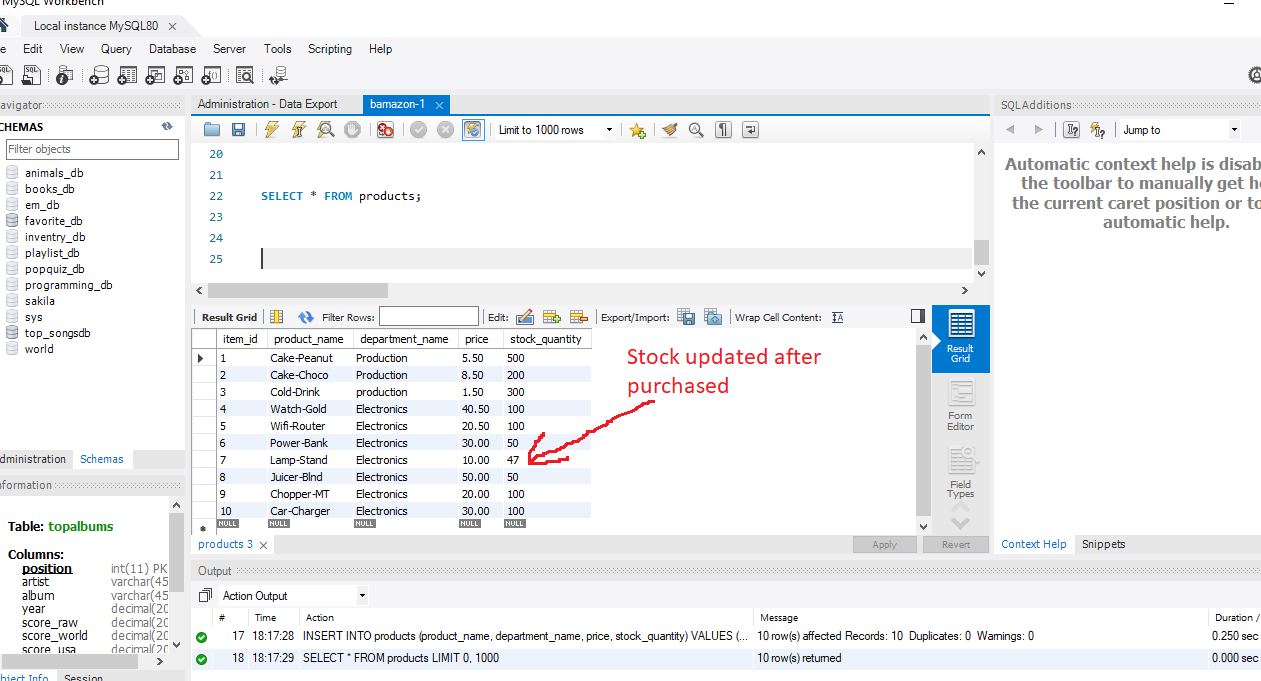 MySQL Workbench
Local instance MySQL80
Edit View Query Database Server Tools Scripting Help
avigator
CHEMAS
Filter objects
animals_db
books_db
em_db
favorite_db
inventry_db
playlist_db
popquiz_db
programming_db
sakila
sys
top_songsdb
world
dministration Schemas
nformation
Table: topalbums
Columns:
position int(11) PK
artist varchar(45
album varchar(45
year decimal(20
score_raw decimal(20
score_world decimal(20
score_usa decimal(20
bject Info Session
Administration - Data Export bamazon-1
Limit to 1000 rows
20
21
22 SELECT * FROM products;
23
24
25
Result Grid Filter Rows: Edit: Export/Import: Wrap Cell Content:
item_id product_name department_name price stock_quantity
1 Cake-Peanut Production 5.50 500
2 Cake-Choco Production 8.50 200
3 Cold-Drink production 1.50 300
4 Watch-Gold Electronics 40.50 100
5 Wifi-Router Electronics 20.50 100
6 Power-Bank Electronics 30.00 50
7 Lamp-Stand Electronics 10.00 47
8 Juicer-Blnd Electronics 50.00 50
9 Chopper-MT Electronics 20.00 100
10 Car-Charger Electronics 30.00 100
NULL NULL NULL NULL NULL
Stock updated after
purchased
Result
Grid
Form
Editor
Field
Types
products 3
Apply Revert
SQLAdditions
Jump to
Automatic context help is disab
the toolbar to manually get he
the current caret position or to
automatic help.
Context Help Snippets
Output
Action Output
# Time Action Message Duration /
17 18:17:28 INSERT INTO products (product_name, department_name, price, stock_quantity) VALUES (... 10 row(s) affected Records: 10 Duplicates: 0 Warnings: 0 0.250 sec
18 18:17:29 SELECT * FROM products LIMIT 0, 1000 10 row(s) returned 0.000 sec